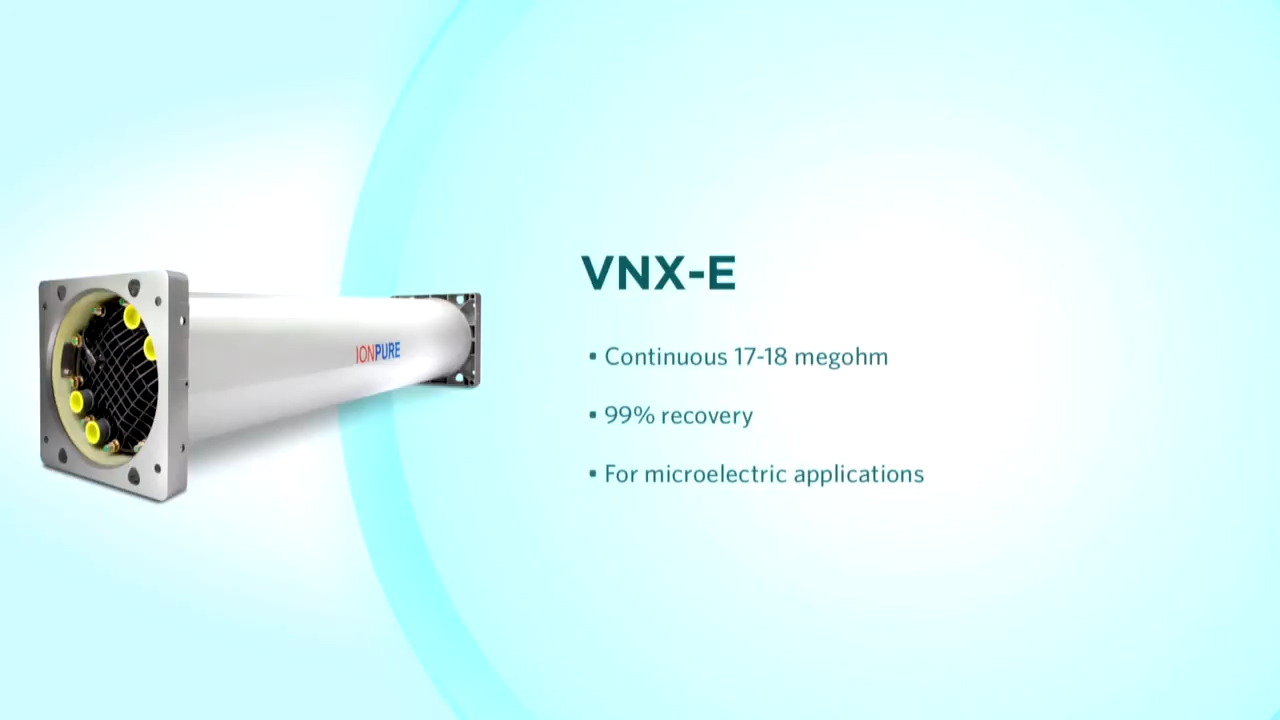 VNX-E
IONPURE
▪ Continuous 17-18 megohm
▪ 99% recovery
▪ For microelectric applications